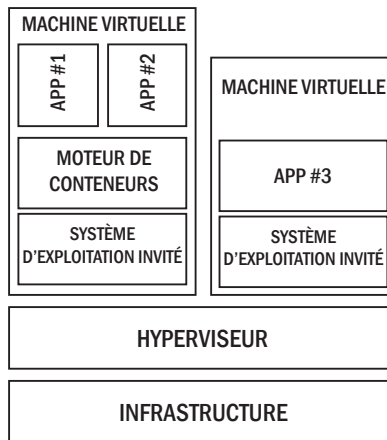 MACHINE VIRTUELLE
APP #1
APP #2
MOTEUR DE
CONTENEURS
SYSTÈME
D'EXPLOITATION INVITÉ
MACHINE VIRTUELLE
APP #3
SYSTÈME
D'EXPLOITATION INVITÉ
HYPERVISEUR
INFRASTRUCTURE